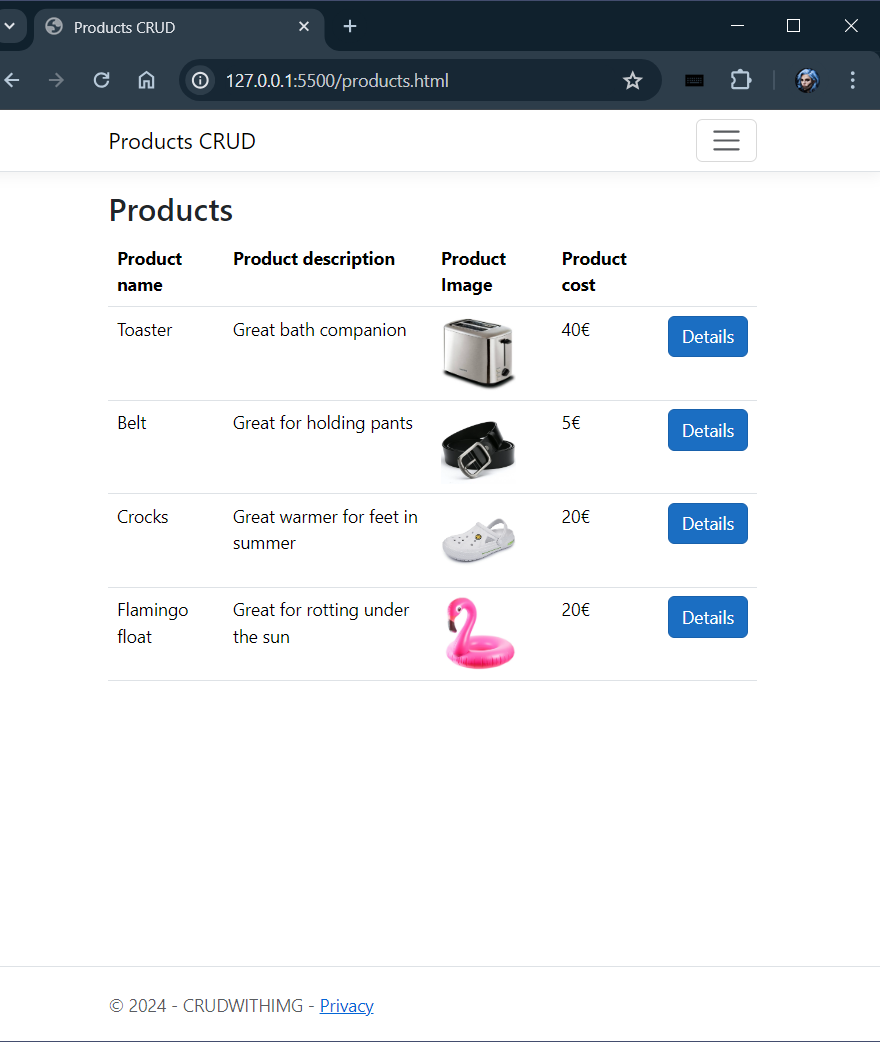 Products CRUD
127.0.0.1:5500/products.html
Products CRUD
Products
Product name
Product description
Product Image
Product cost
Toaster
Great bath companion
40€
Details
Belt
Great for holding pants
5€
Details
Crocks
Great warmer for feet in
summer
20€
Details
Flamingo
float
Great for rotting under
the sun
20€
Details
© 2024 - CRUDWITHIMG - Privacy